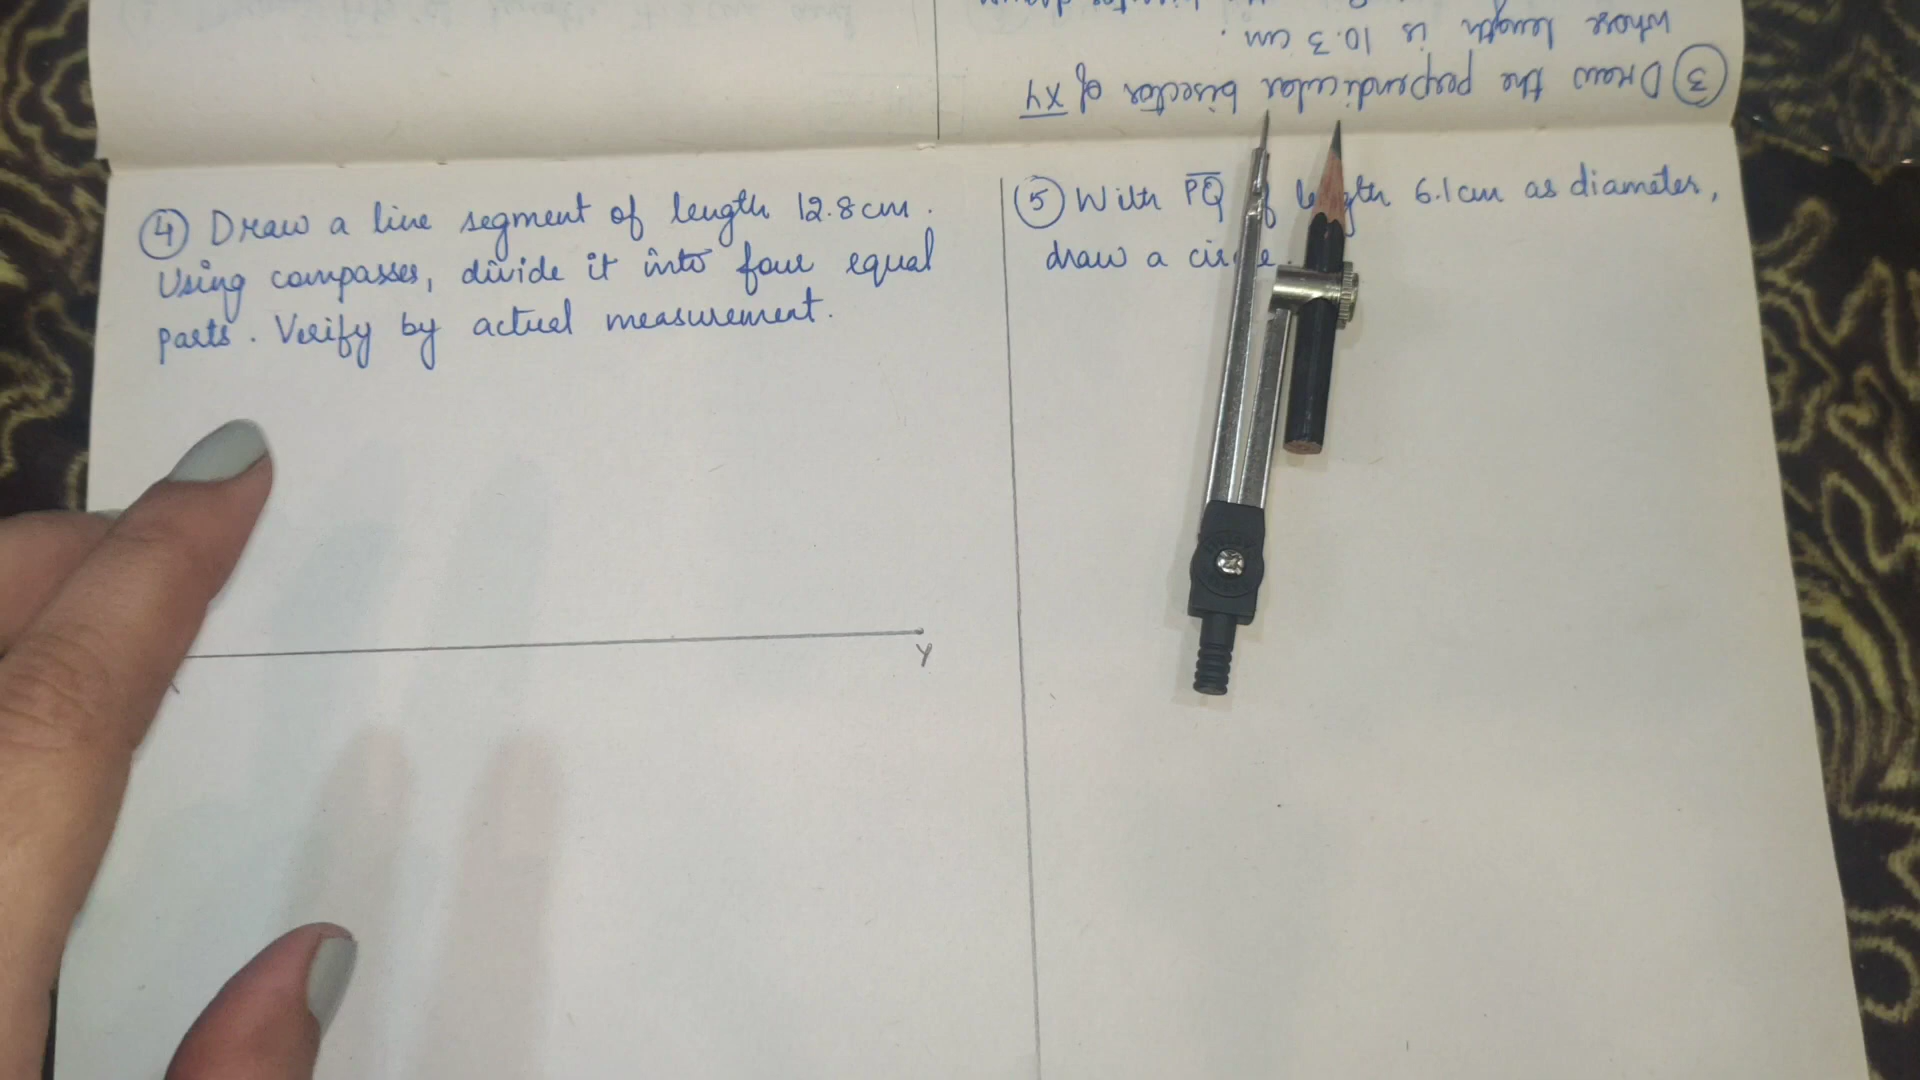 ③ Draw the perpendicular bisector of XY
whose length is 10.3 cm.
④ Draw a line segment of length 12.8 cm.
Using compasses, divide it into four equal
parts. Verify by actual measurement.
⑤ With PQ of length 6.1 cm as diameter,
draw a circle.
Y